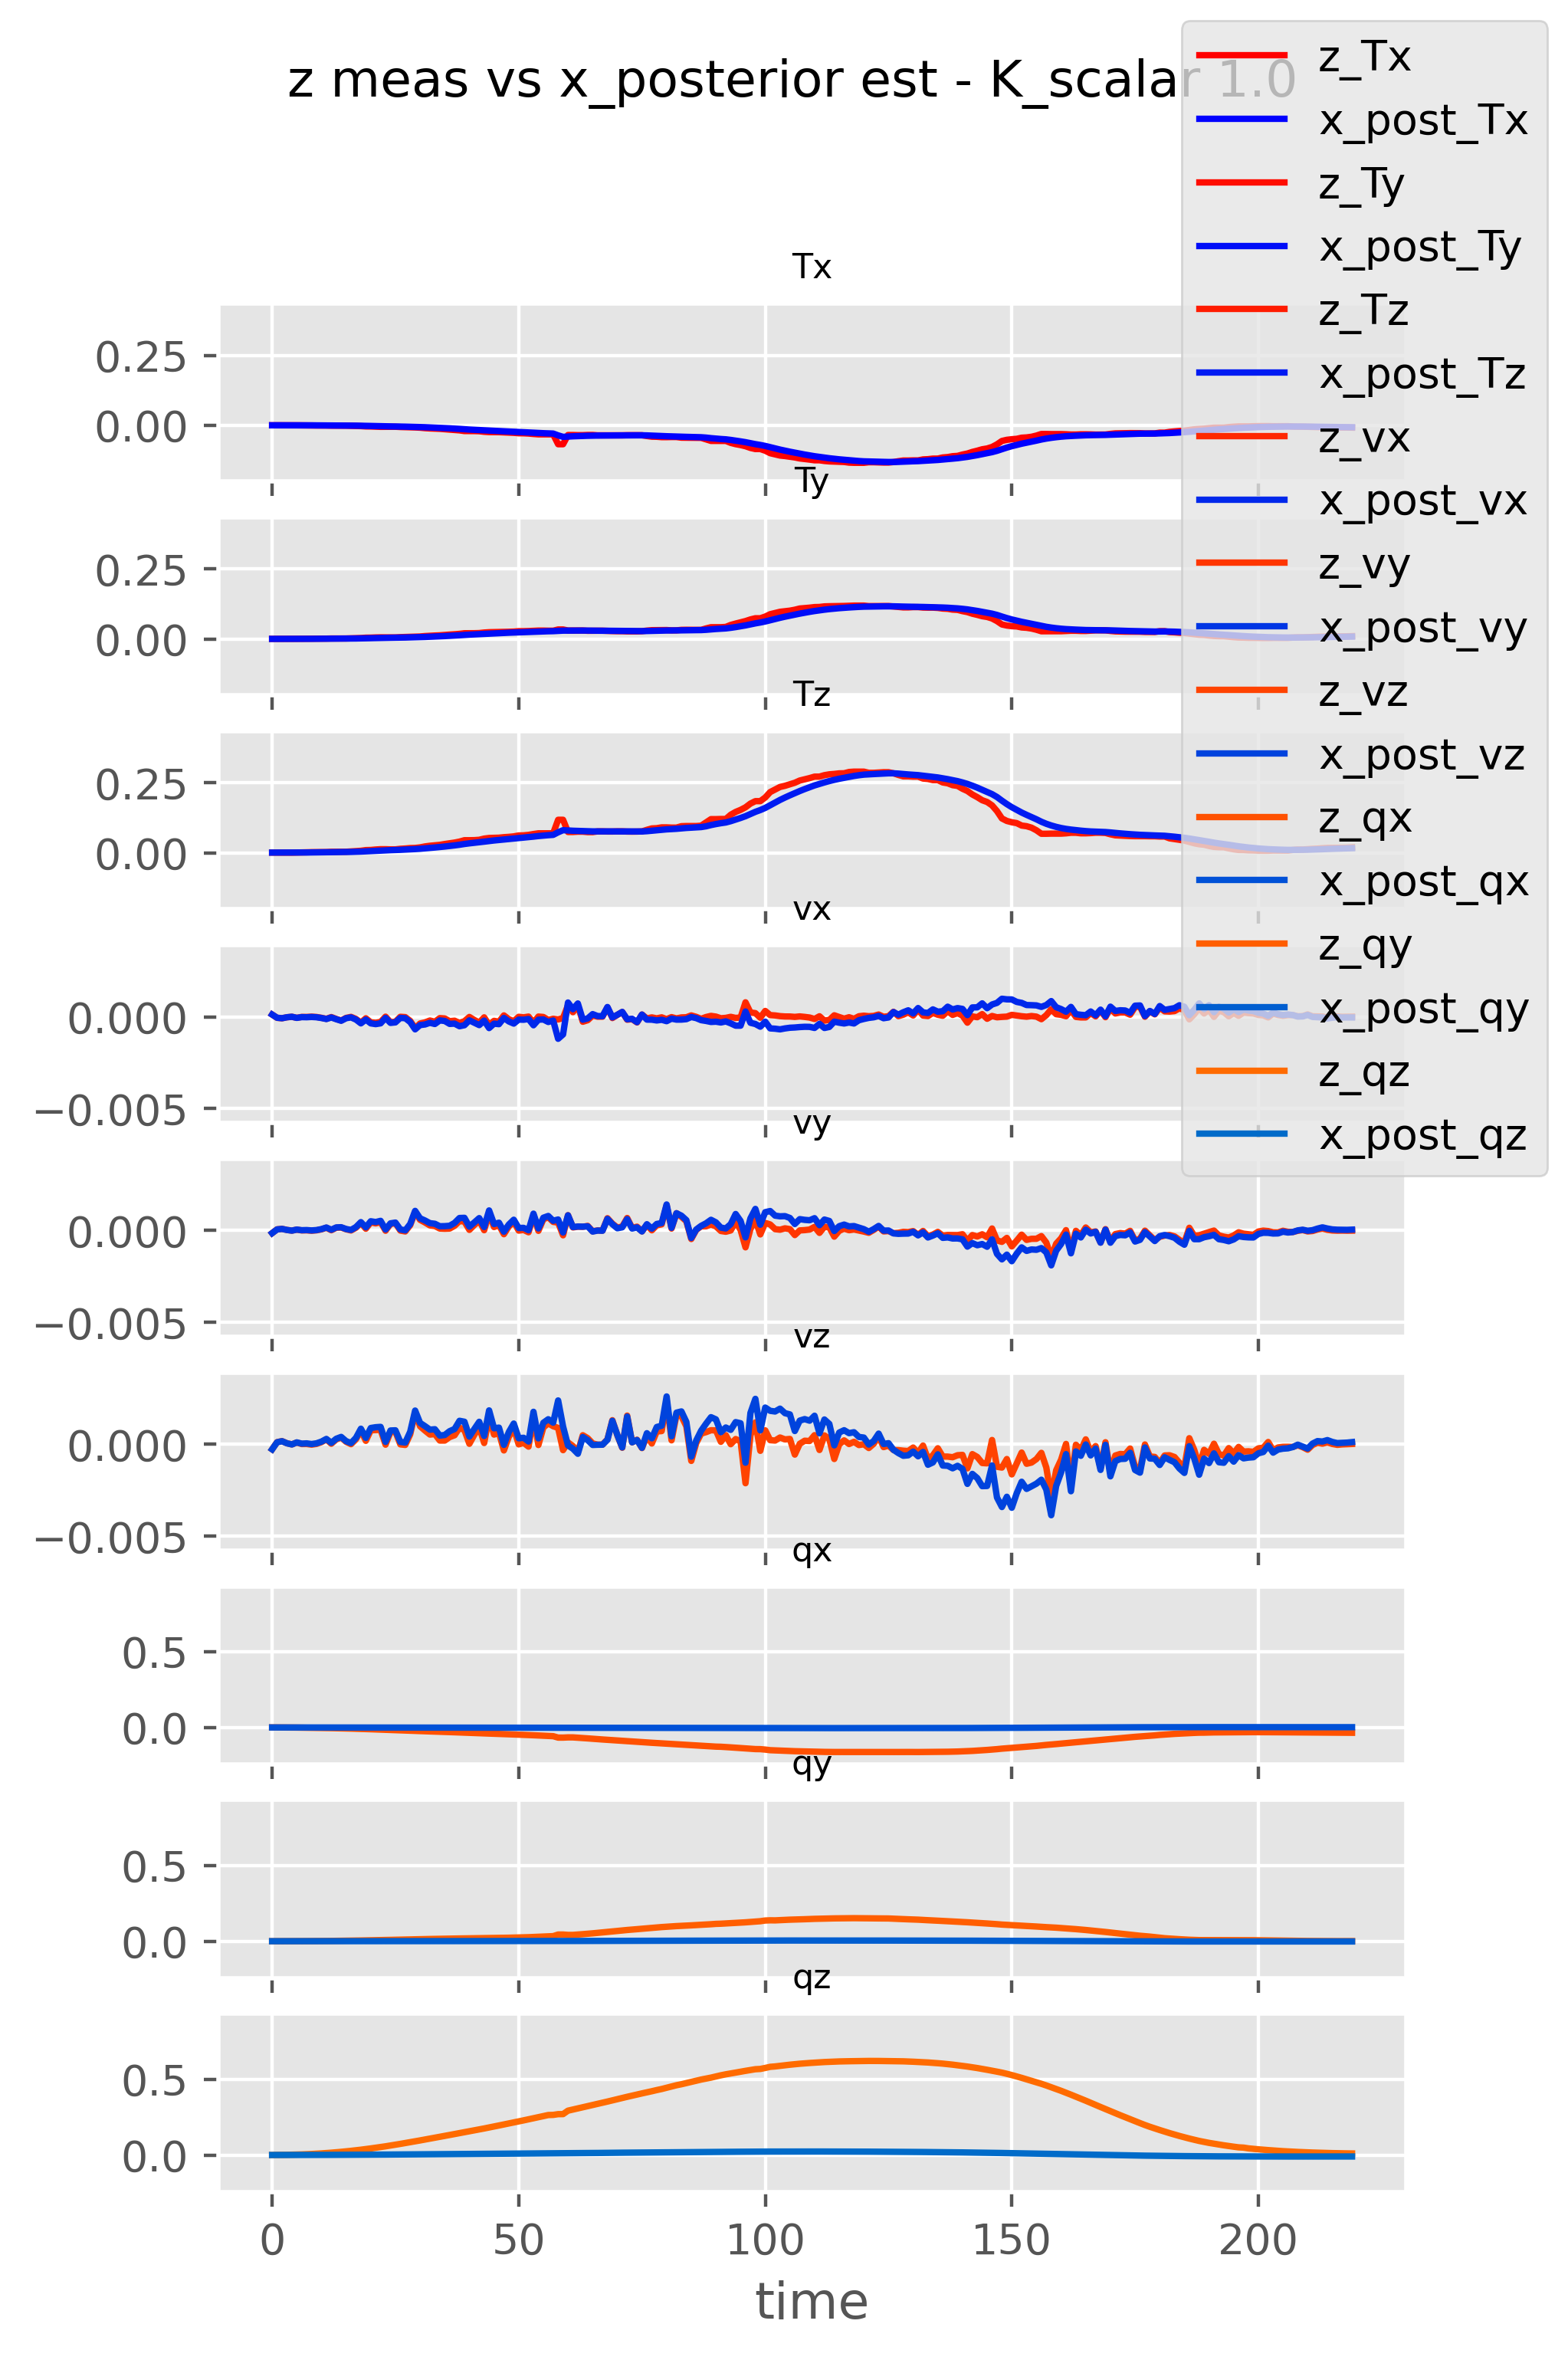 z meas vs x_posterior est - K_scalar 1.0
z_Tx
x_post_Tx
z_Ty
x_post_Ty
z_Tz
x_post_Tz
z_vx
x_post_vx
z_vy
x_post_vy
z_vz
x_post_vz
z_qx
x_post_qx
z_qy
x_post_qy
z_qz
x_post_qz
Tx
0.25
0.00
Ty
0.25
0.00
Tz
0.25
0.00
vx
0.000
−0.005
vy
0.000
−0.005
vz
0.000
−0.005
qx
0.5
0.0
qy
0.5
0.0
qz
0.5
0.0
0 50 100 150 200
time